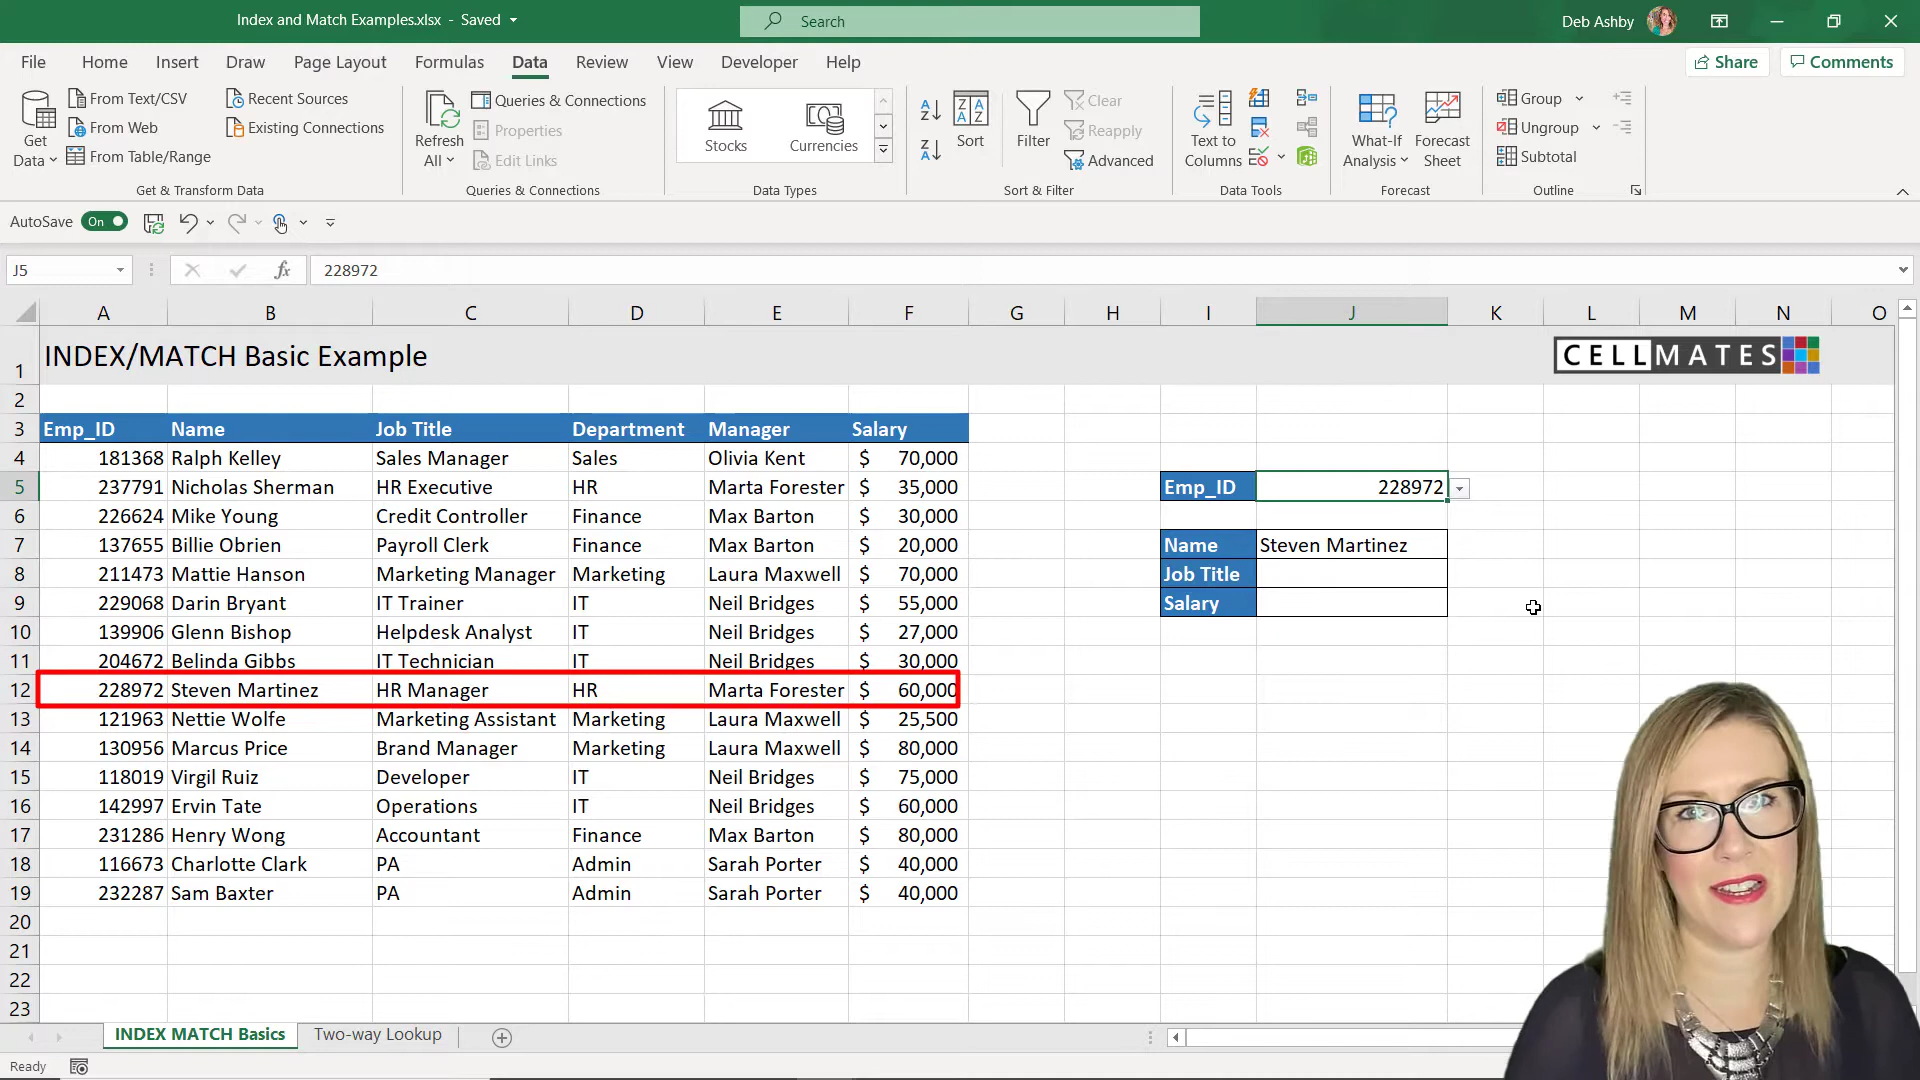 Index and Match Examples.xlsx - Saved
Search
Deb Ashby
File Home Insert Draw Page Layout Formulas Data Review View Developer Help
Share Comments
Get Data
From Text/CSV
From Web
From Table/Range
Recent Sources
Existing Connections
Get & Transform Data
Refresh All
Queries & Connections
Properties
Edit Links
Queries & Connections
Stocks Currencies
Data Types
Sort
Filter
Clear
Reapply
Advanced
Sort & Filter
Text to Columns
Data Tools
What-If Analysis
Forecast Sheet
Forecast
Group
Ungroup
Subtotal
Outline
AutoSave On
J5 fx 228972
A B C D E F G H I J K L M N O
1 INDEX/MATCH Basic Example CELLMATES
2
3 Emp_ID Name Job Title Department Manager Salary
4 181368 Ralph Kelley Sales Manager Sales Olivia Kent $ 70,000
5 237791 Nicholas Sherman HR Executive HR Marta Forester $ 35,000 Emp_ID 228972
6 226624 Mike Young Credit Controller Finance Max Barton $ 30,000
7 137655 Billie Obrien Payroll Clerk Finance Max Barton $ 20,000 Name Steven Martinez
8 211473 Mattie Hanson Marketing Manager Marketing Laura Maxwell $ 70,000 Job Title
9 229068 Darin Bryant IT Trainer IT Neil Bridges $ 55,000 Salary
10 139906 Glenn Bishop Helpdesk Analyst IT Neil Bridges $ 27,000
11 204672 Belinda Gibbs IT Technician IT Neil Bridges $ 30,000
12 228972 Steven Martinez HR Manager HR Marta Forester $ 60,000
13 121963 Nettie Wolfe Marketing Assistant Marketing Laura Maxwell $ 25,500
14 130956 Marcus Price Brand Manager Marketing Laura Maxwell $ 80,000
15 118019 Virgil Ruiz Developer IT Neil Bridges $ 75,000
16 142997 Ervin Tate Operations IT Neil Bridges $ 60,000
17 231286 Henry Wong Accountant Finance Max Barton $ 80,000
18 116673 Charlotte Clark PA Admin Sarah Porter $ 40,000
19 232287 Sam Baxter PA Admin Sarah Porter $ 40,000
20
21
22
23
INDEX MATCH Basics Two-way Lookup
Ready